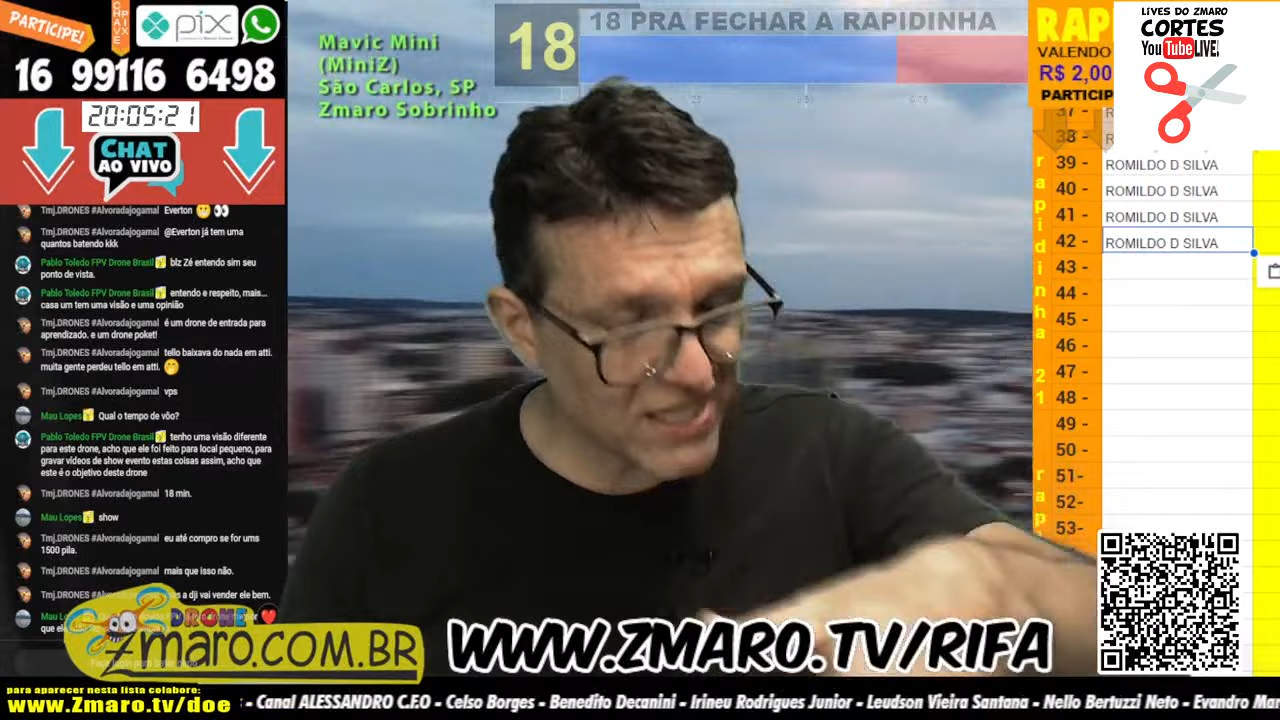 PARTICIPE!
CHAVE PIX
pix
16 99116 6498
20:05:21
CHAT
AO VIVO
Tmj.DRONES #Alvoradajogamal Everton
Tmj.DRONES #Alvoradajogamal @Everton já tem uma
quantos batendo kkk
Pablo Toledo FPV Drone Brasil blz Zé entendo sim seu
ponto de vista.
Pablo Toledo FPV Drone Brasil entendo e respeito, mais...
casa um tem uma visão e uma opinião
Tmj.DRONES #Alvoradajogamal é um drone de entrada para
aprendizado. e um drone poket!
Tmj.DRONES #Alvoradajogamal tello baixava do nada em atti.
muita gente perdeu tello em atti.
Tmj.DRONES #Alvoradajogamal vps
Mau Lopes Qual o tempo de vôo?
Pablo Toledo FPV Drone Brasil tenho uma visão diferente
para este drone, acho que ele foi feito para local pequeno, para
gravar vídeos de show evento estas coisas assim, acho que
este é o objetivo deste drone
Tmj.DRONES #Alvoradajogamal 18 min.
Mau Lopes show
Tmj.DRONES #Alvoradajogamal eu até compro se for ums
1500 pila.
Tmj.DRONES #Alvoradajogamal mais que isso não.
a dji vai vender ele bem.
DRONE
Zmaro.COM.BR
Mavic Mini
(MiniZ)
São Carlos, SP
Zmaro Sobrinho
18
18 PRA FECHAR A RAPIDINHA
RAP
VALENDO
R$ 2,00
PARTICIP
LIVES DO ZMARO
CORTES
YouTube LIVE!
rapidinha 21
37 -
38 -
39 - ROMILDO D SILVA
40 - ROMILDO D SILVA
41 - ROMILDO D SILVA
42 - ROMILDO D SILVA
43 -
44 -
45 -
46 -
47 -
48 -
49 -
50 -
51-
52-
53-
WWW.ZMARO.TV/RIFA
para aparecer nesta lista colabore:
www.Zmaro.tv/doe
- Canal ALESSANDRO C.F.O - Celso Borges - Benedito Decanini - Irineu Rodrigues Junior - Leudson Vieira Santana - Nello Bertuzzi Neto - Evandro Ma